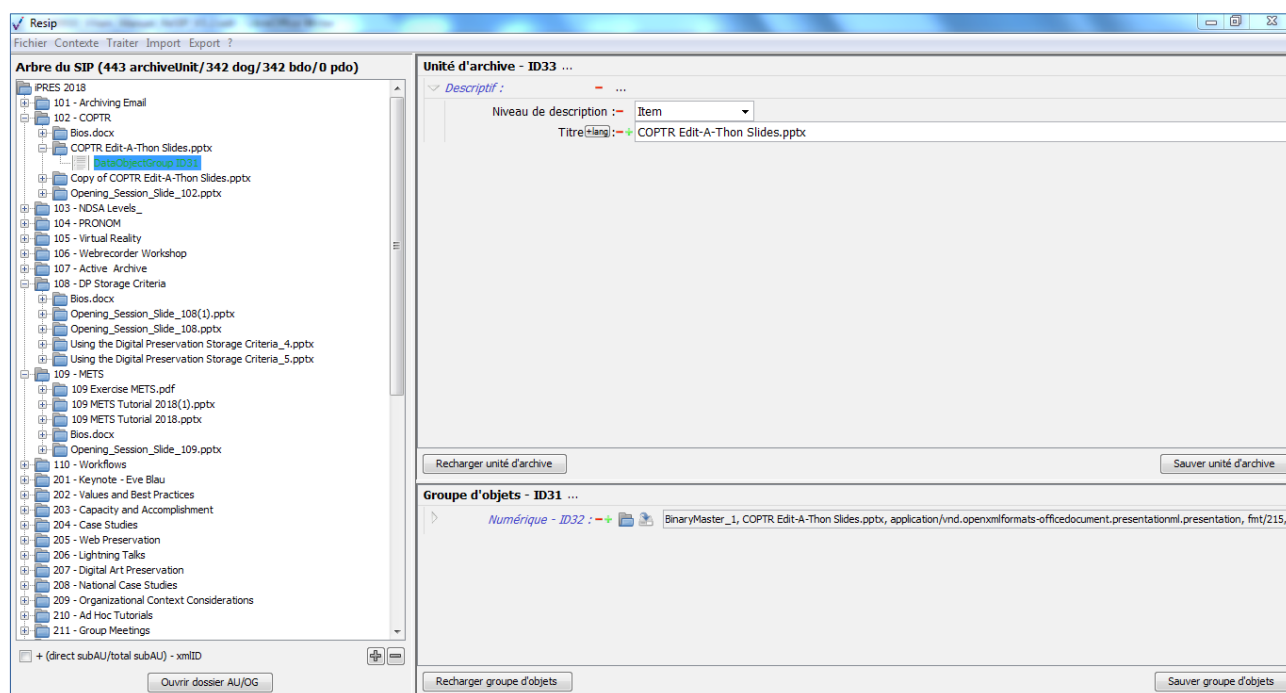 Resip
Fichier Contexte Traiter Import Export ?
Arbre du SIP (443 archiveUnit/342 dog/342 bdo/0 pdo)
iPRES 2018
101 - Archiving Email
102 - COPTR
Bios.docx
COPTR Edit-A-Thon Slides.pptx
DataObjectGroup ID31
Copy of COPTR Edit-A-Thon Slides.pptx
Opening_Session_Slide_102.pptx
103 - NDSA Levels_
104 - PRONOM
105 - Virtual Reality
106 - Webrecorder Workshop
107 - Active  Archive
108 - DP Storage Criteria
Bios.docx
Opening_Session_Slide_108(1).pptx
Opening_Session_Slide_108.pptx
Using the Digital Preservation Storage Criteria_4.pptx
Using the Digital Preservation Storage Criteria_5.pptx
109 - METS
109 Exercise METS.pdf
109 METS Tutorial 2018(1).pptx
109 METS Tutorial 2018.pptx
Bios.docx
Opening_Session_Slide_109.pptx
110 - Workflows
201 - Keynote - Eve Blau
202 - Values and Best Practices
203 - Capacity and Accomplishment
204 - Case Studies
205 - Web Preservation
206 - Lightning Talks
207 - Digital Art Preservation
208 - National Case Studies
209 - Organizational Context Considerations
210 - Ad Hoc Tutorials
211 - Group Meetings
+ (direct subAU/total subAU) - xmlID
Ouvrir dossier AU/OG
Unité d'archive - ID33 ...
Descriptif : - ...
Niveau de description :- Item
Titre +lang :-+ COPTR Edit-A-Thon Slides.pptx
Recharger unité d'archive Sauver unité d'archive
Groupe d'objets - ID31 ...
Numérique - ID32 :-+ BinaryMaster_1, COPTR Edit-A-Thon Slides.pptx, application/vnd.openxmlformats-officedocument.presentationml.presentation, fmt/215,
Recharger groupe d'objets Sauver groupe d'objets